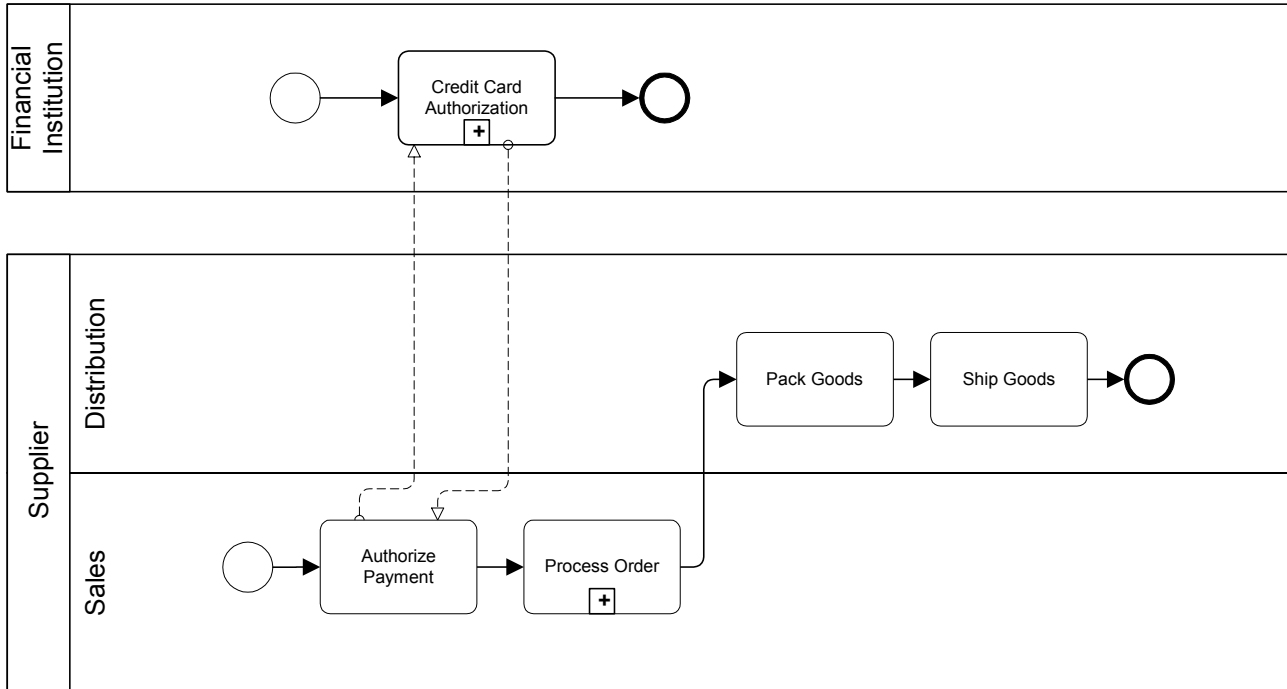 Financial
Institution
Credit Card
Authorization
Supplier
Distribution
Pack Goods
Ship Goods
Sales
Authorize
Payment
Process Order